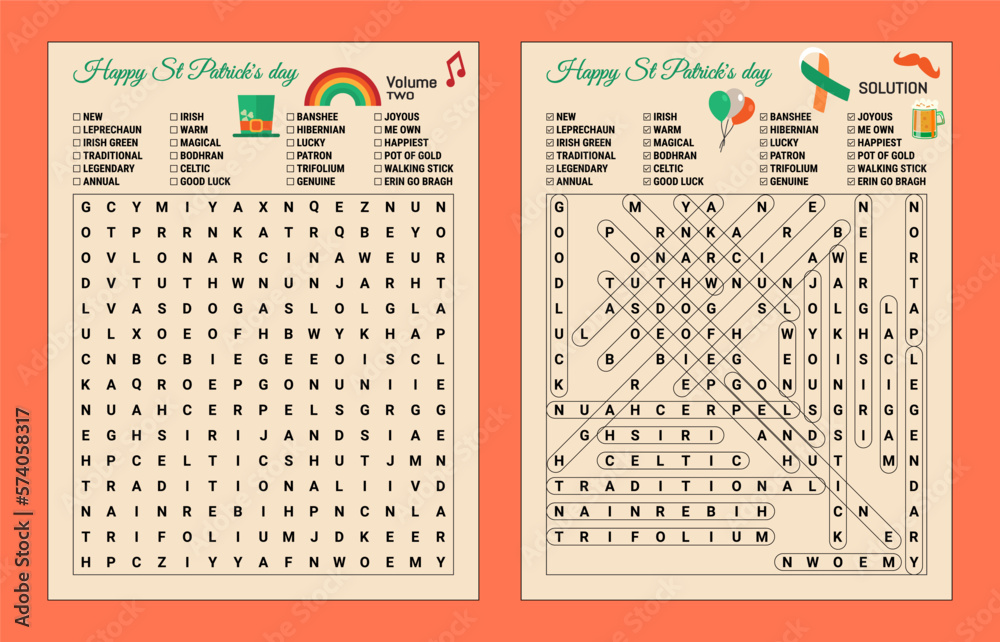 Happy St Patrick's day
Volume
TWO
NEW
LEPRECHAUN
IRISH GREEN
TRADITIONAL
LEGENDARY
ANNUAL
IRISH
WARM
MAGICAL
BODHRAN
CELTIC
GOOD LUCK
BANSHEE
HIBERNIAN
LUCKY
PATRON
TRIFOLIUM
GENUINE
JOYOUS
ME OWN
HAPPIEST
POT OF GOLD
WALKING STICK
ERIN GO BRAGH
G C Y M I Y A X N Q E Z N U N
O T P R R N K A T R Q B E Y O
O V L O N A R C I N A W E U R
D V T U T H W N U N J A R H T
L V A S D O G A S L O L G L A
U L X O E O F H B W Y K H A P
C N B C B I E G E E O I S C L
K A Q R O E P G O N U N I I E
N U A H C E R P E L S G R G G
E G H S I R I J A N D S I A E
H P C E L T I C S H U T J M N
T R A D I T I O N A L I I V D
N A I N R E B I H P N C N L A
T R I F O L I U M J D K E E R
H P C Z I Y Y A F N W O E M Y
Happy St Patrick's day
SOLUTION
NEW
LEPRECHAUN
IRISH GREEN
TRADITIONAL
LEGENDARY
ANNUAL
IRISH
WARM
MAGICAL
BODHRAN
CELTIC
GOOD LUCK
BANSHEE
HIBERNIAN
LUCKY
PATRON
TRIFOLIUM
GENUINE
JOYOUS
ME OWN
HAPPIEST
POT OF GOLD
WALKING STICK
ERIN GO BRAGH
G M Y A N E N N
O P R N K A R B E O
O O N A R C I A W E R
D T U T H W N U N J A R T
L A S D O G S L O L G L A
U L O E O F H W Y K H A P
C B B I E G E O I S C L
K R E P G O N U N I I E
N U A H C E R P E L S G R G G
G H S I R I A N D S I A E
H C E L T I C H U T M N
T R A D I T I O N A L I D
N A I N R E B I H C N A
T R I F O L I U M K E R
N W O E M Y
Adobe Stock | #574058317